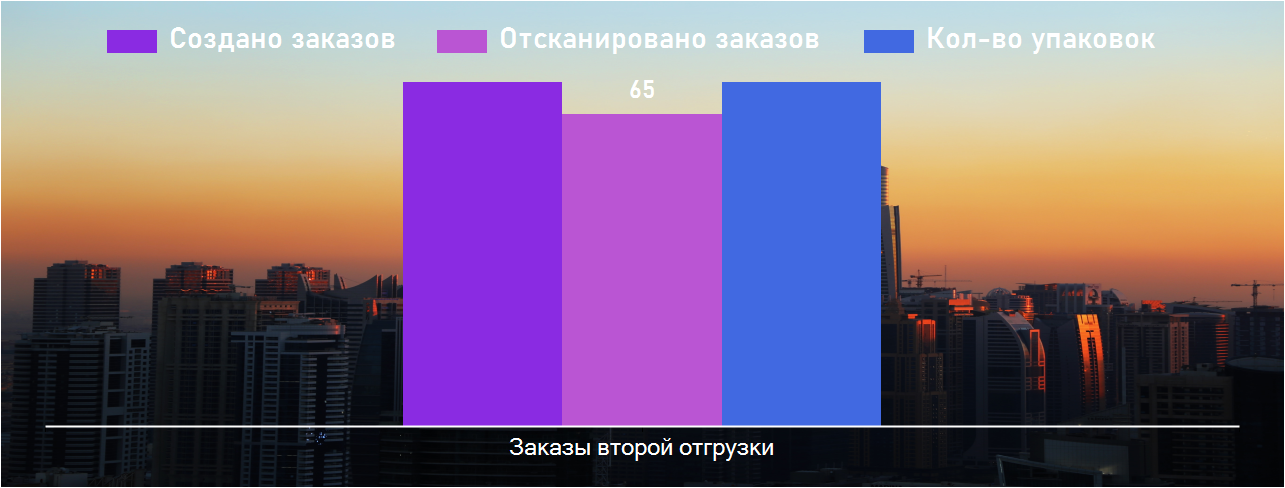 Создано заказов Отсканировано заказов Кол-во упаковок
65
Заказы второй отгрузки